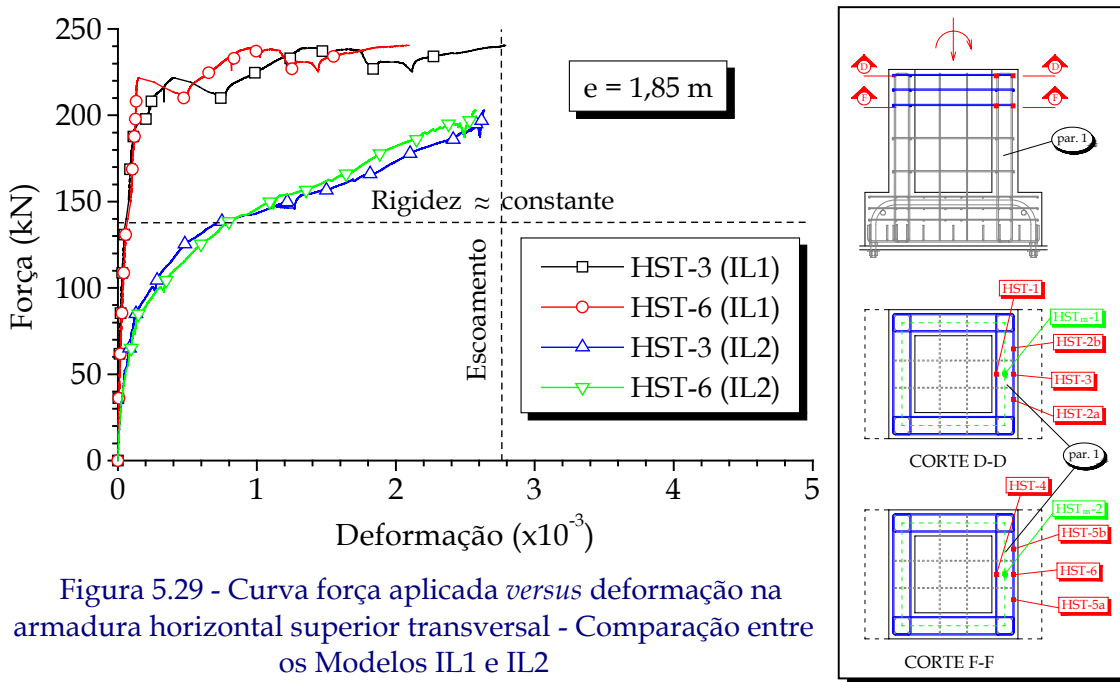 250
200
150
100
50
0
Força (kN)
0 1 2 3 4 5
Deformação (x10⁻³)
e = 1,85 m
Rigidez ≈ constante
Escoamento
HST-3 (IL1)
HST-6 (IL1)
HST-3 (IL2)
HST-6 (IL2)
Figura 5.29 - Curva força aplicada versus deformação na
armadura horizontal superior transversal - Comparação entre
os Modelos IL1 e IL2
D D
F F
par. 1
HST-1
HSTₘ-1
HST-2b
HST-3
HST-2a
CORTE D-D
par. 1
HST-4
HSTₘ-2
HST-5b
HST-6
HST-5a
CORTE F-F